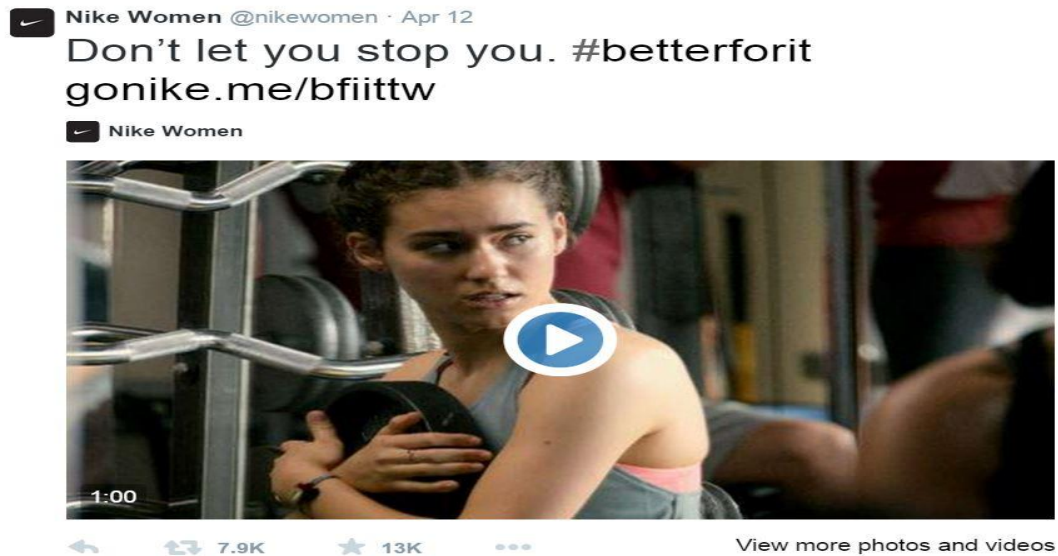 Nike Women @nikewomen · Apr 12
Don't let you stop you. #betterforit
gonike.me/bfiittw
Nike Women
1:00
7.9K 13K View more photos and videos